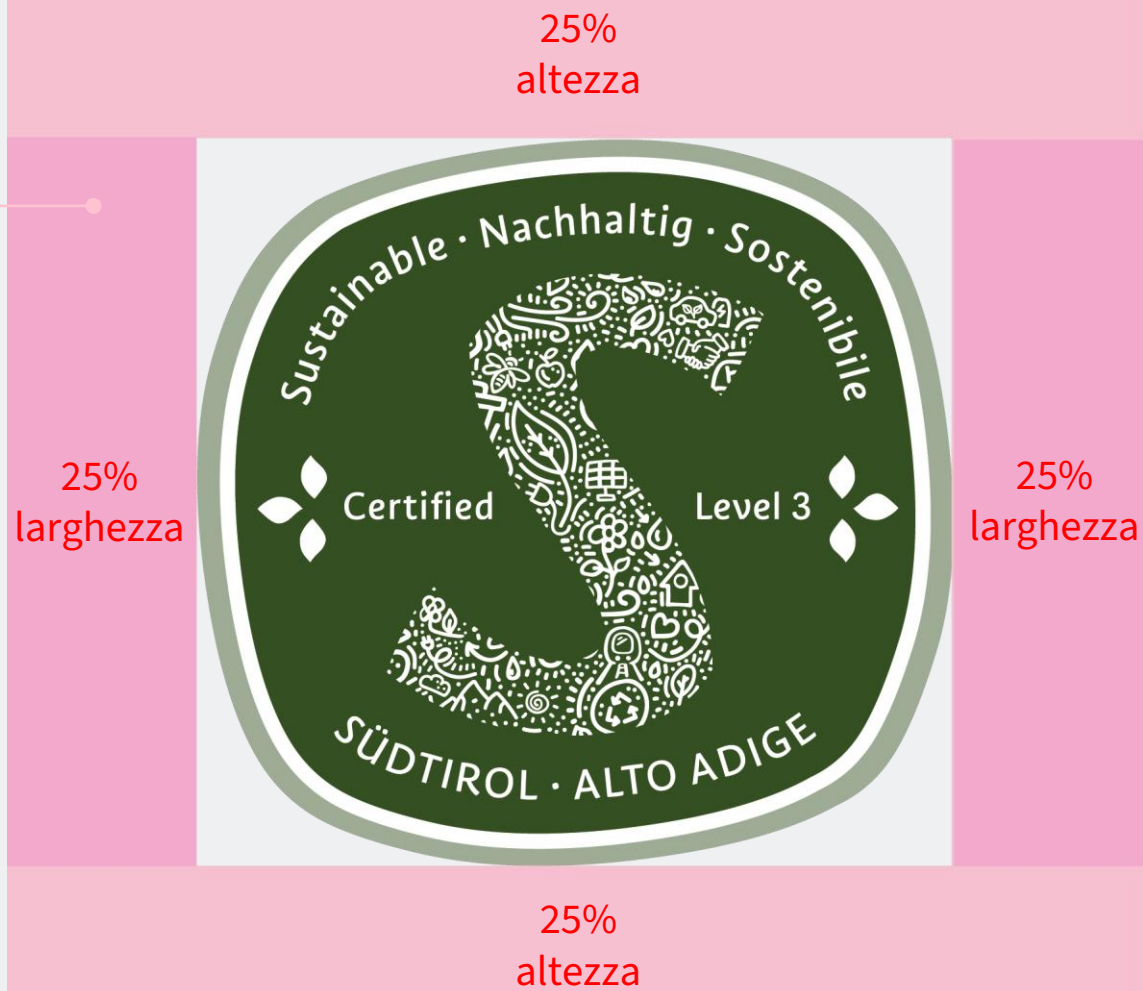 25%
altezza
Sustainable · Nachhaltig · Sostenibile
25%
larghezza
Certified
Level 3
25%
larghezza
SÜDTIROL · ALTO ADIGE
25%
altezza